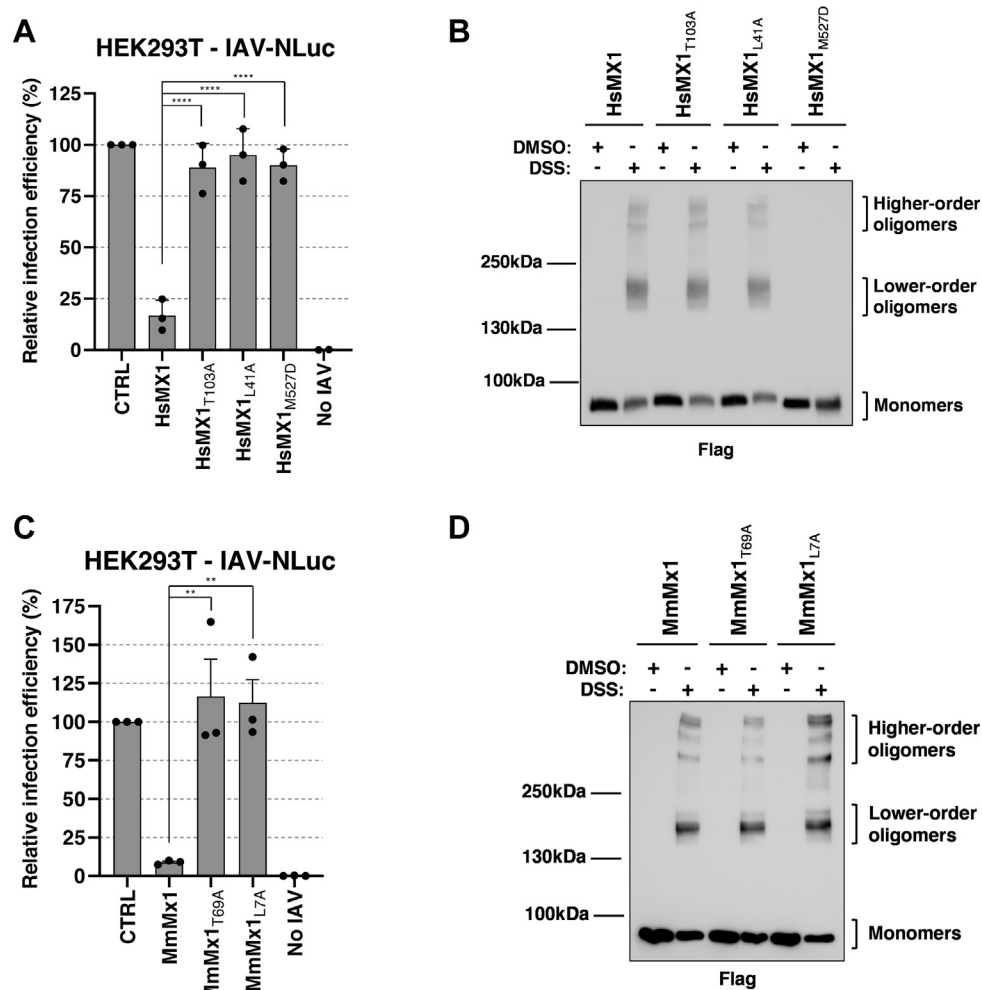 A
HEK293T - IAV-NLuc
****
****
****
Relative infection efficiency (%)
125
100
75
50
25
0
CTRL
HsMX1
HsMX1T103A
HsMX1L41A
HsMX1M527D
No IAV
B
HsMX1
HsMX1T103A
HsMX1L41A
HsMX1M527D
DMSO: + - + - + - + -
DSS: - + - + - + - +
250kDa
130kDa
100kDa
Higher-order
oligomers
Lower-order
oligomers
Monomers
Flag
C
HEK293T - IAV-NLuc
**
**
Relative infection efficiency (%)
175
150
125
100
75
50
25
0
CTRL
MmMx1
MmMx1T69A
MmMx1L7A
No IAV
D
MmMx1
MmMx1T69A
MmMx1L7A
DMSO: + - + - + -
DSS: - + - + - +
250kDa
130kDa
100kDa
Higher-order
oligomers
Lower-order
oligomers
Monomers
Flag